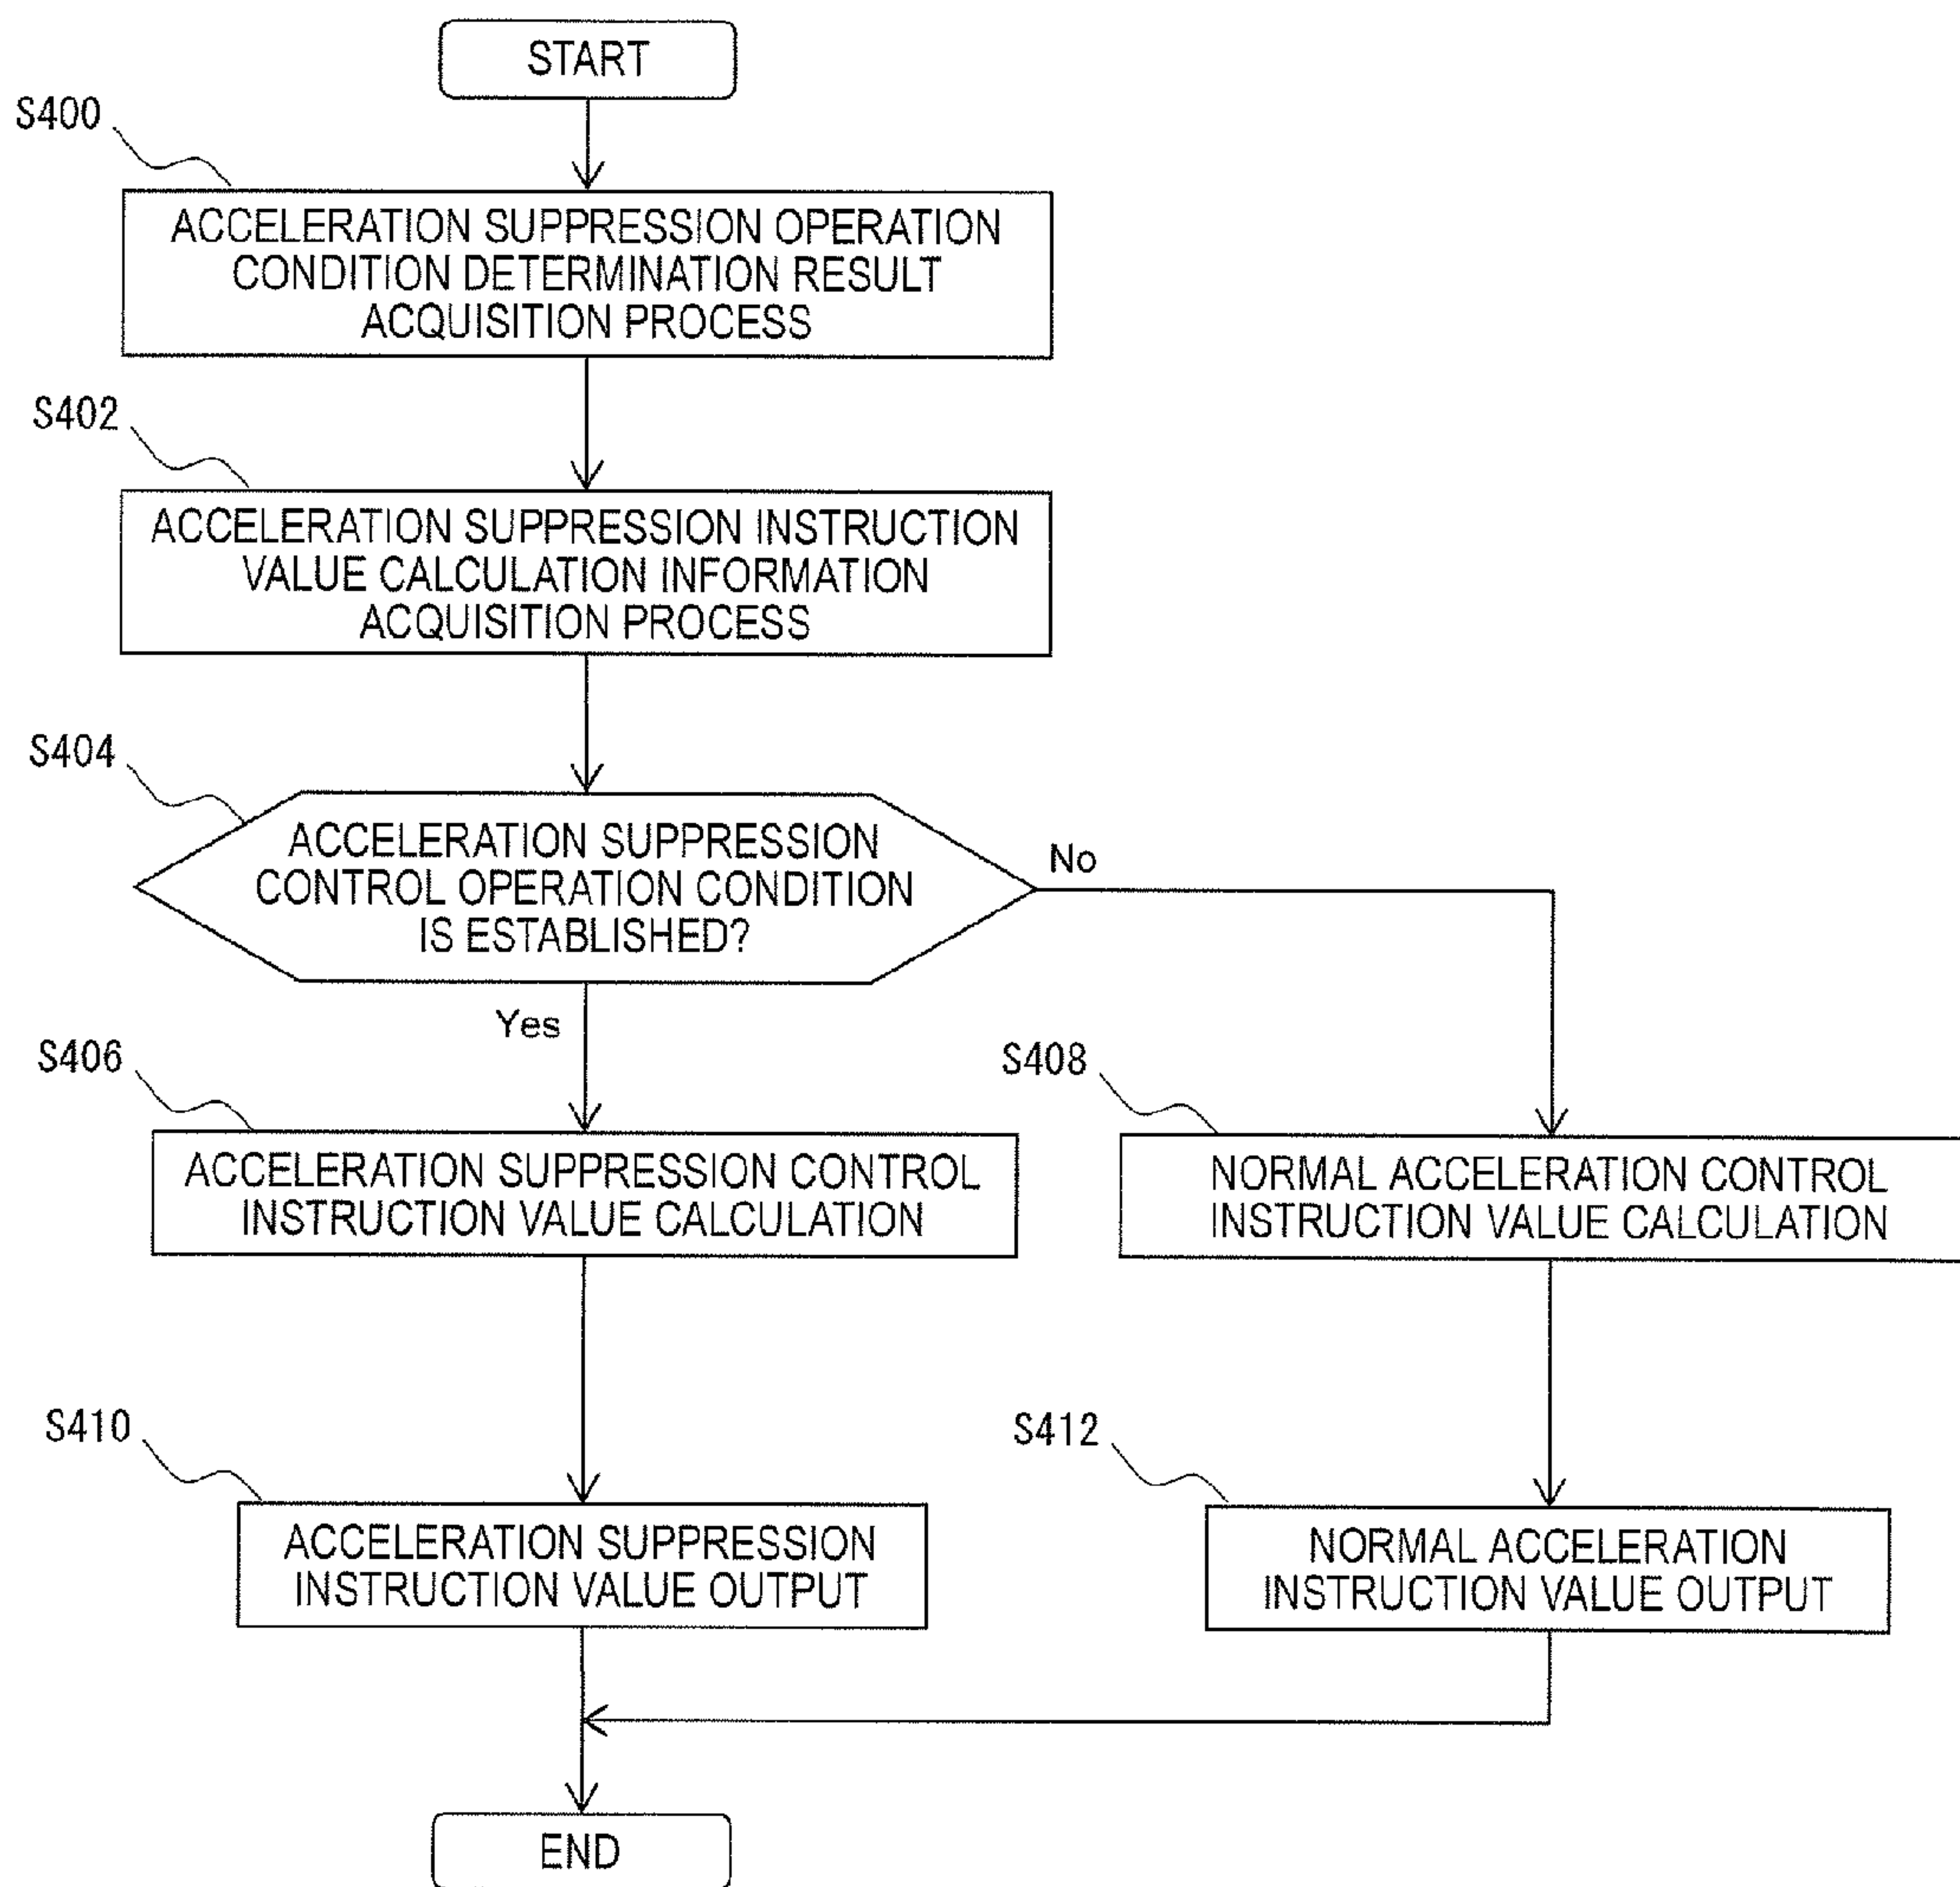 START
S400
ACCELERATION SUPPRESSION OPERATION
CONDITION DETERMINATION RESULT
ACQUISITION PROCESS
S402
ACCELERATION SUPPRESSION INSTRUCTION
VALUE CALCULATION INFORMATION
ACQUISITION PROCESS
S404
ACCELERATION SUPPRESSION
CONTROL OPERATION CONDITION
IS ESTABLISHED?
No
Yes
S406
ACCELERATION SUPPRESSION CONTROL
INSTRUCTION VALUE CALCULATION
S408
NORMAL ACCELERATION CONTROL
INSTRUCTION VALUE CALCULATION
S410
ACCELERATION SUPPRESSION
INSTRUCTION VALUE OUTPUT
S412
NORMAL ACCELERATION
INSTRUCTION VALUE OUTPUT
END